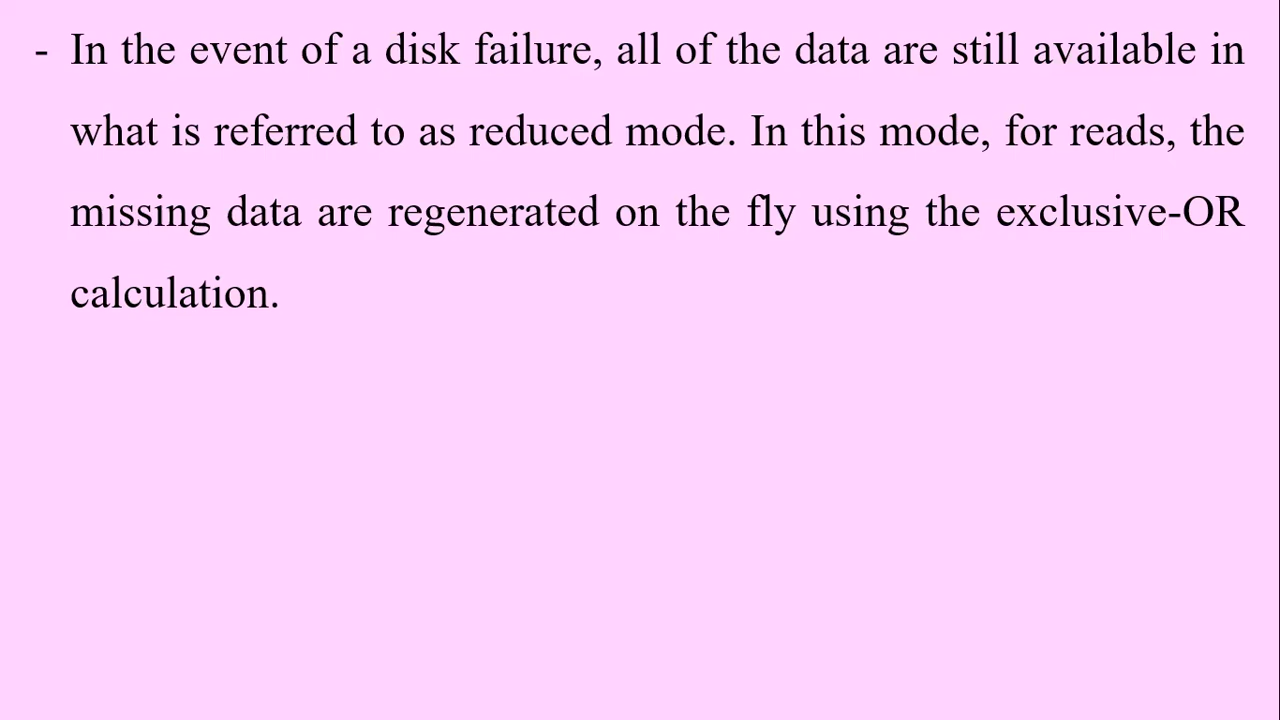 - In the event of a disk failure, all of the data are still available in
what is referred to as reduced mode. In this mode, for reads, the
missing data are regenerated on the fly using the exclusive-OR
calculation.